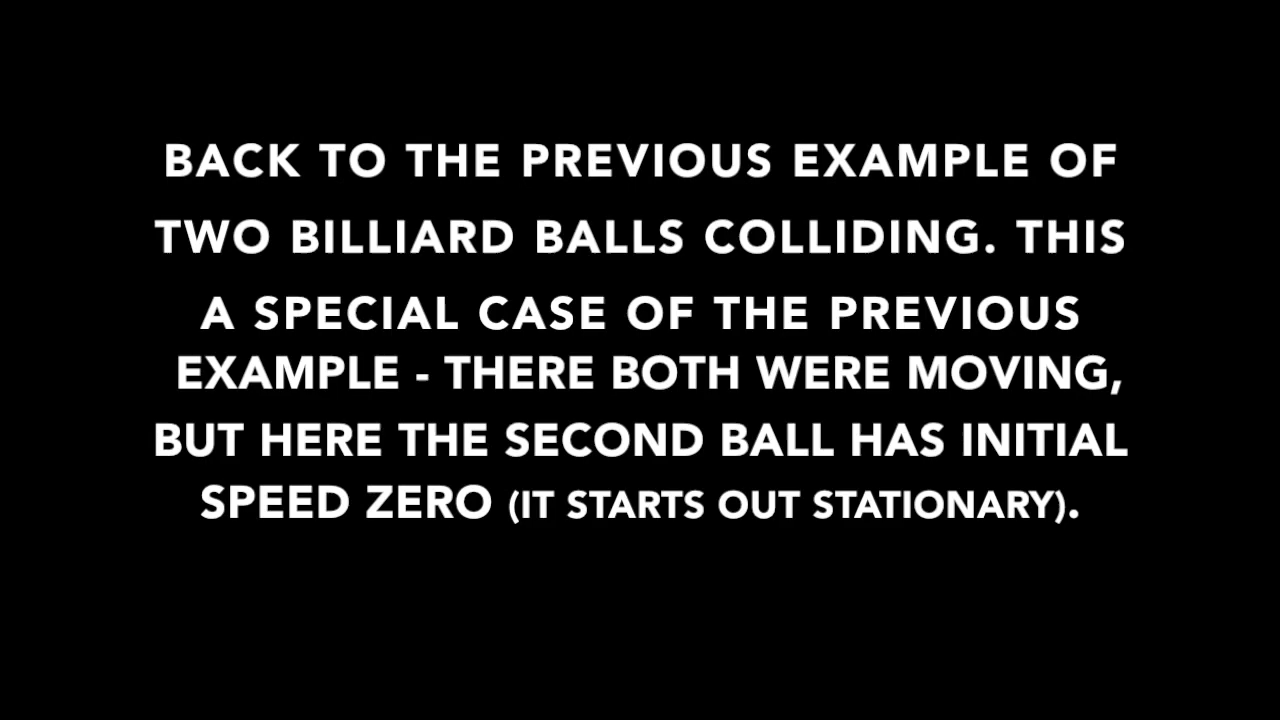 BACK TO THE PREVIOUS EXAMPLE OF
TWO BILLIARD BALLS COLLIDING. THIS
A SPECIAL CASE OF THE PREVIOUS
EXAMPLE - THERE BOTH WERE MOVING,
BUT HERE THE SECOND BALL HAS INITIAL
SPEED ZERO (IT STARTS OUT STATIONARY).